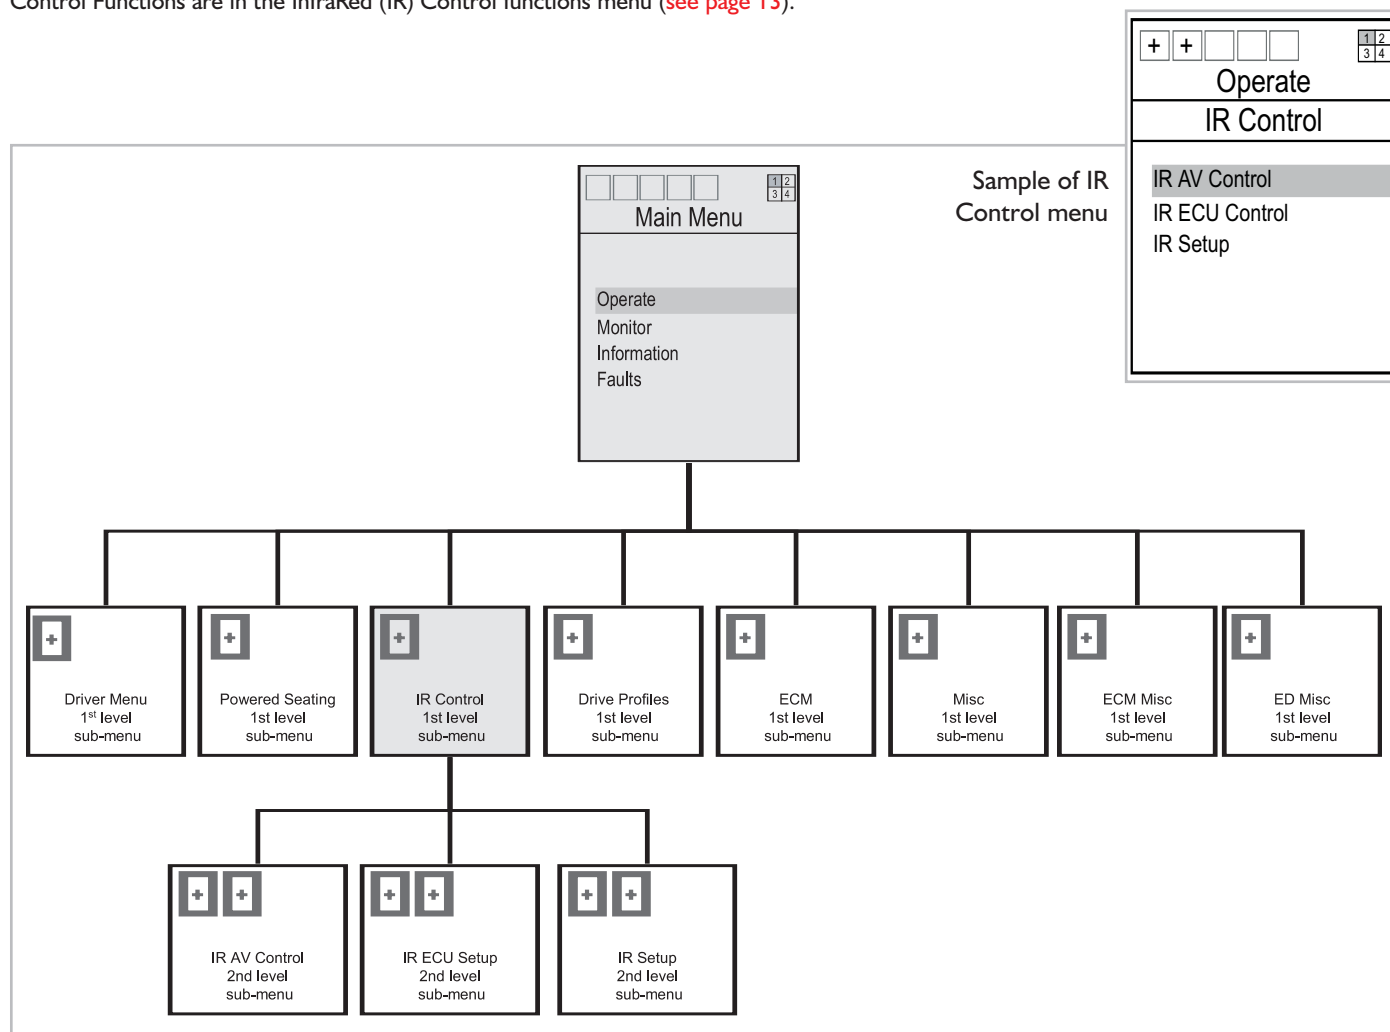 Control Functions are in the InfraRed (IR) Control functions menu (see page 13).
+ + 1 2
3 4
Operate
IR Control
Sample of IR
Control menu
IR AV Control
IR ECU Control
IR Setup
1 2
3 4
Main Menu
Operate
Monitor
Information
Faults
+
Driver Menu
1st level
sub-menu
+
Powered Seating
1st level
sub-menu
+
IR Control
1st level
sub-menu
+
Drive Profiles
1st level
sub-menu
+
ECM
1st level
sub-menu
+
Misc
1st level
sub-menu
+
ECM Misc
1st level
sub-menu
+
ED Misc
1st level
sub-menu
+ +
IR AV Control
2nd level
sub-menu
+ +
IR ECU Setup
2nd level
sub-menu
+ +
IR Setup
2nd level
sub-menu